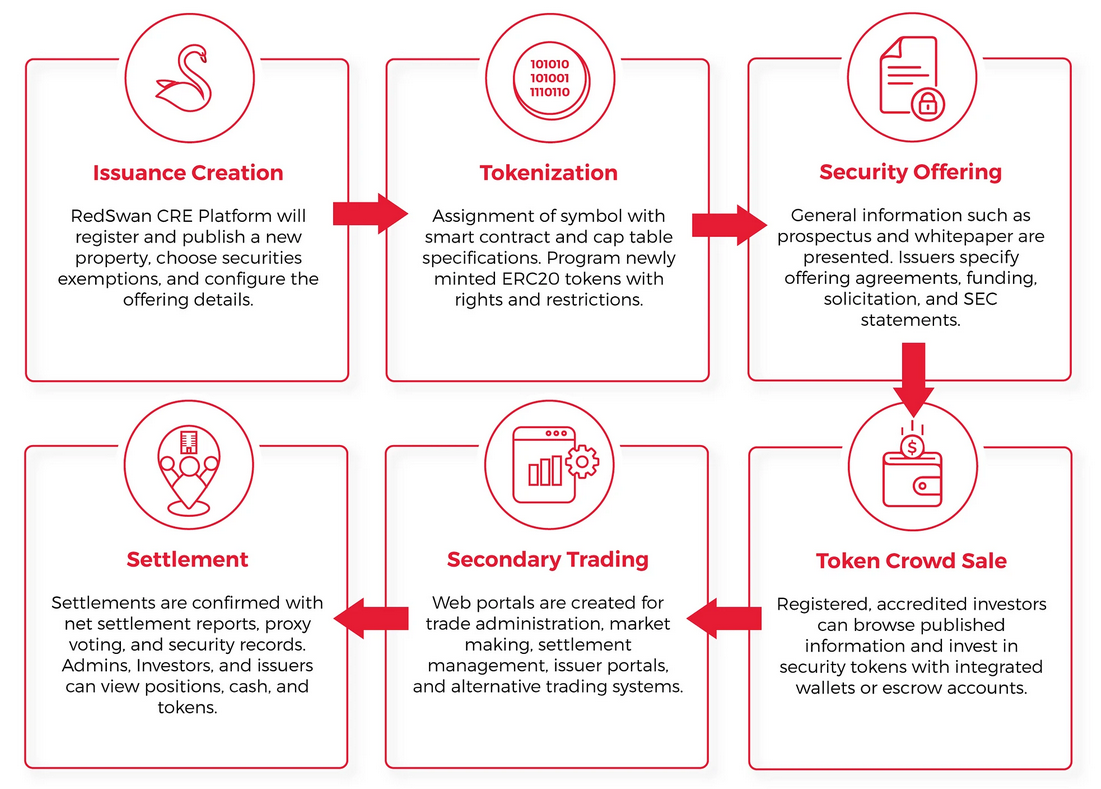 101010
101001
1110110
Issuance Creation
RedSwan CRE Platform will
register and publish a new
property, choose securities
exemptions, and configure the
offering details.
Tokenization
Assignment of symbol with
smart contract and cap table
specifications. Program newly
minted ERC20 tokens with
rights and restrictions.
Security Offering
General information such as
prospectus and whitepaper are
presented. Issuers specify
offering agreements, funding,
solicitation, and SEC
statements.
$
Token Crowd Sale
Registered, accredited investors
can browse published
information and invest in
security tokens with integrated
wallets or escrow accounts.
Secondary Trading
Web portals are created for
trade administration, market
making, settlement
management, issuer portals,
and alternative trading systems.
Settlement
Settlements are confirmed with
net settlement reports, proxy
voting, and security records.
Admins, Investors, and issuers
can view positions, cash, and
tokens.